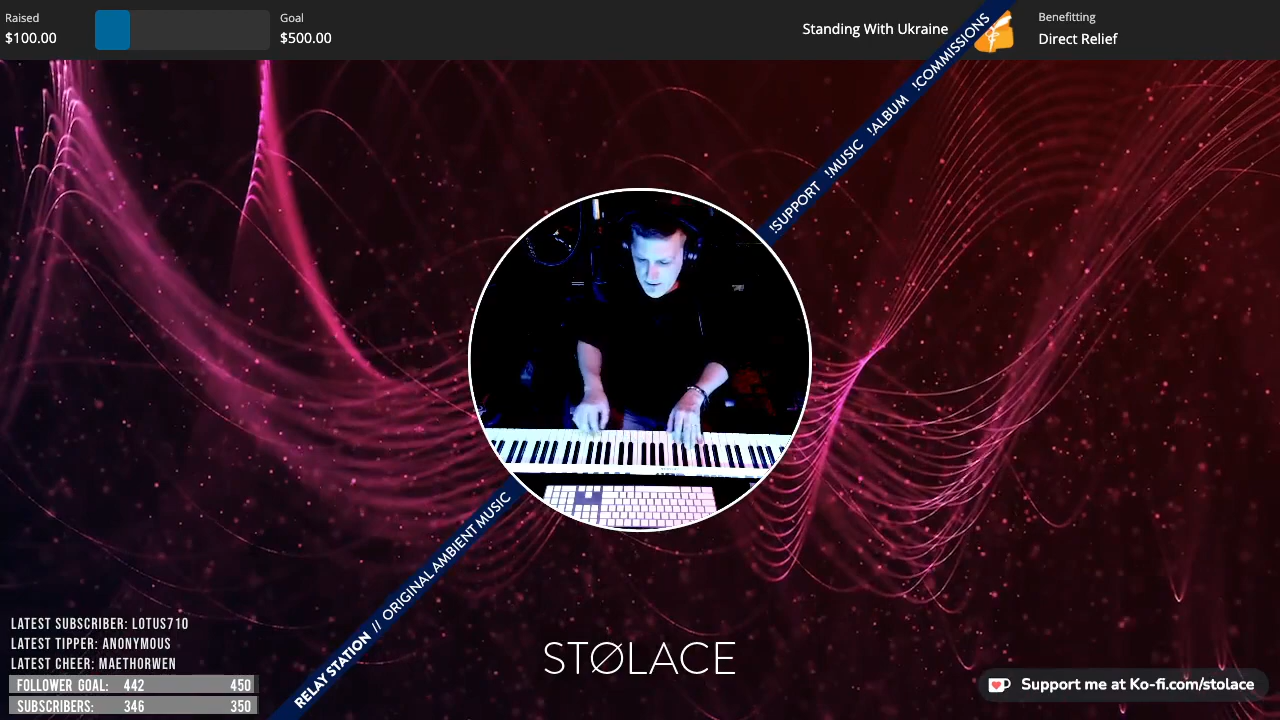 Raised
$100.00
Goal
$500.00
Standing With Ukraine
Benefitting
Direct Relief
!SUPPORT !MUSIC !ALBUM !COMMISSIONS
RELAY STATION // ORIGINAL AMBIENT MUSIC
STØLACE
LATEST SUBSCRIBER: LOTUS710
LATEST TIPPER: ANONYMOUS
LATEST CHEER: MAETHORWEN
FOLLOWER GOAL: 442 450
SUBSCRIBERS: 346 350
Support me at Ko-fi.com/stolace